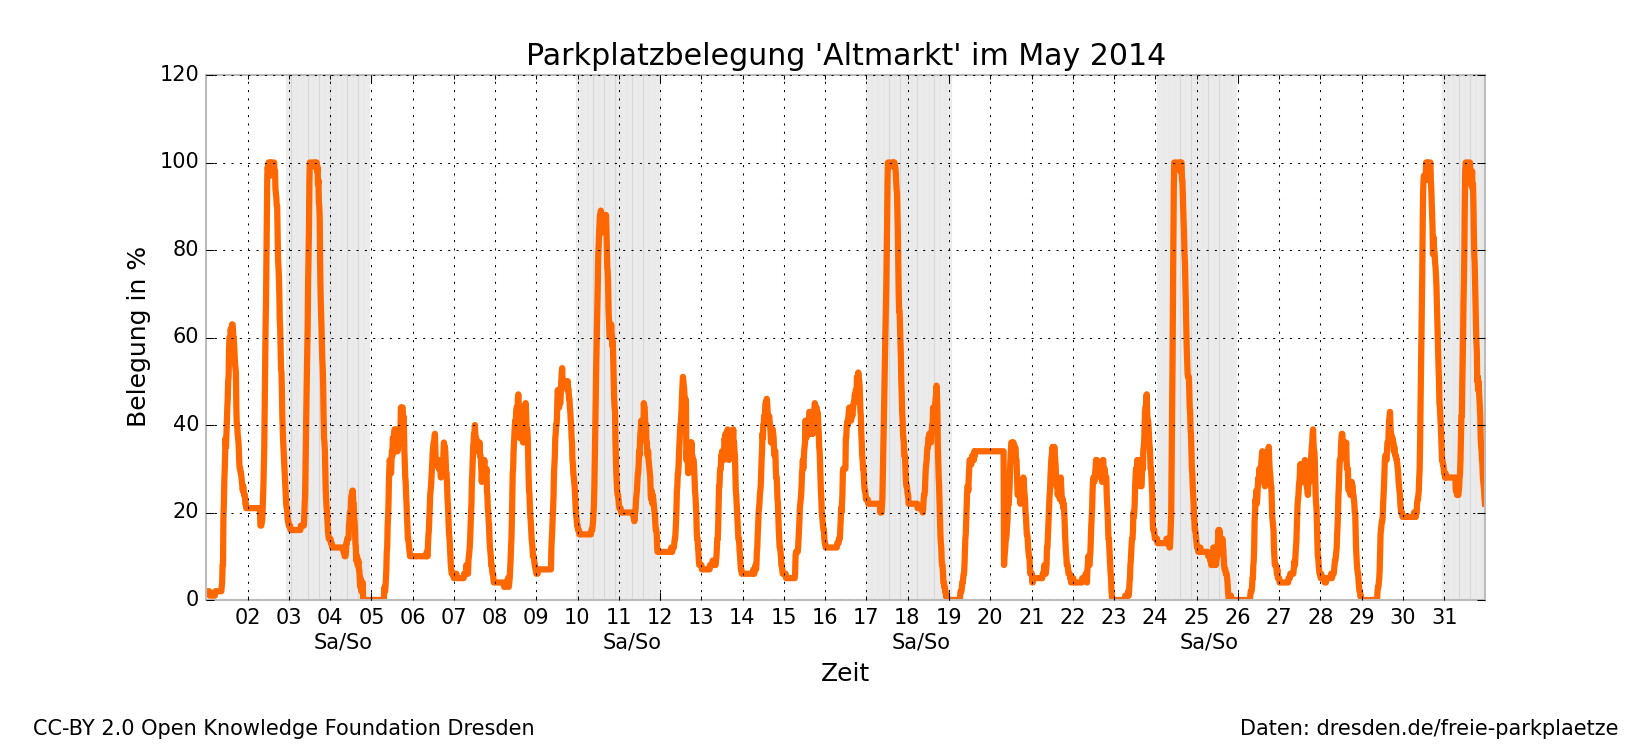 Parkplatzbelegung 'Altmarkt' im May 2014
120
100
80
60
40
20
0
Belegung in %
02 03 04 05 06 07 08 09 10 11 12 13 14 15 16 17 18 19 20 21 22 23 24 25 26 27 28 29 30 31
Sa/So Sa/So Sa/So Sa/So
Zeit
CC-BY 2.0 Open Knowledge Foundation Dresden
Daten: dresden.de/freie-parkplaetze